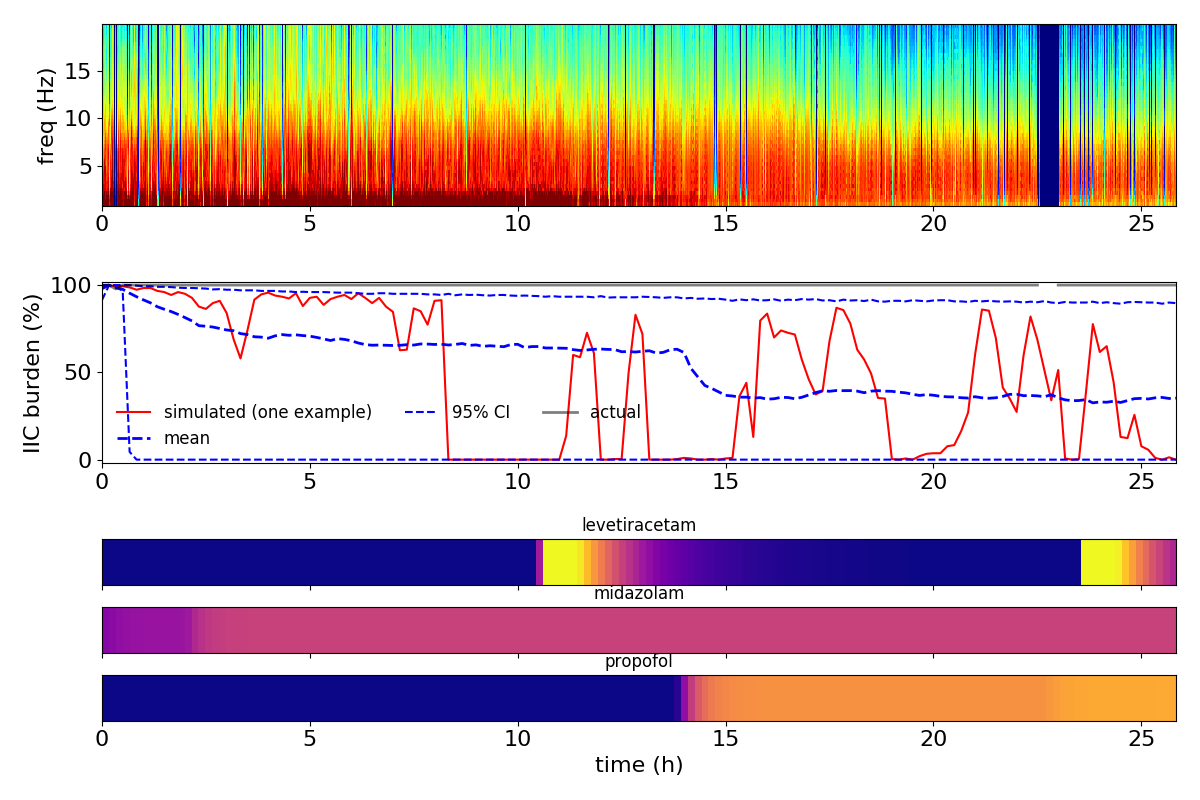 freq (Hz)
15
10
5
0 5 10 15 20 25
IIC burden (%)
100
50
0
simulated (one example) 95% CI actual
mean
0 5 10 15 20 25
levetiracetam
midazolam
propofol
0 5 10 15 20 25
time (h)